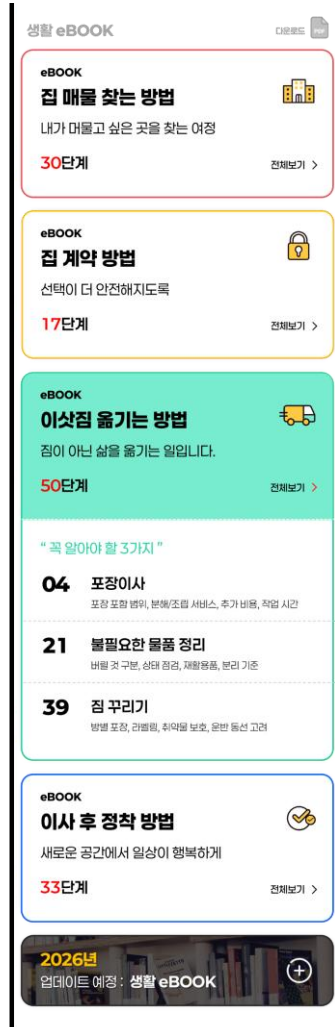 생활 eBOOK
다운로드 PDF
eBOOK
집 매물 찾는 방법
내가 머물고 싶은 곳을 찾는 여정
30단계
전체보기 >
eBOOK
집 계약 방법
선택이 더 안전해지도록
17단계
전체보기 >
eBOOK
이삿짐 옮기는 방법
짐이 아닌 삶을 옮기는 일입니다.
50단계
전체보기 >
“ 꼭 알아야 할 3가지 ”
04 포장이사
포장 포함 범위, 분해/조립 서비스, 추가 비용, 작업 시간
21 불필요한 물품 정리
버릴 것 구분, 상태 점검, 재활용품, 분리 기준
39 짐 꾸리기
방별 포장, 라벨링, 취약물 보호, 운반 동선 고려
eBOOK
이사 후 정착 방법
새로운 공간에서 일상이 행복하게
33단계
전체보기 >
2026년
업데이트 예정 : 생활 eBOOK